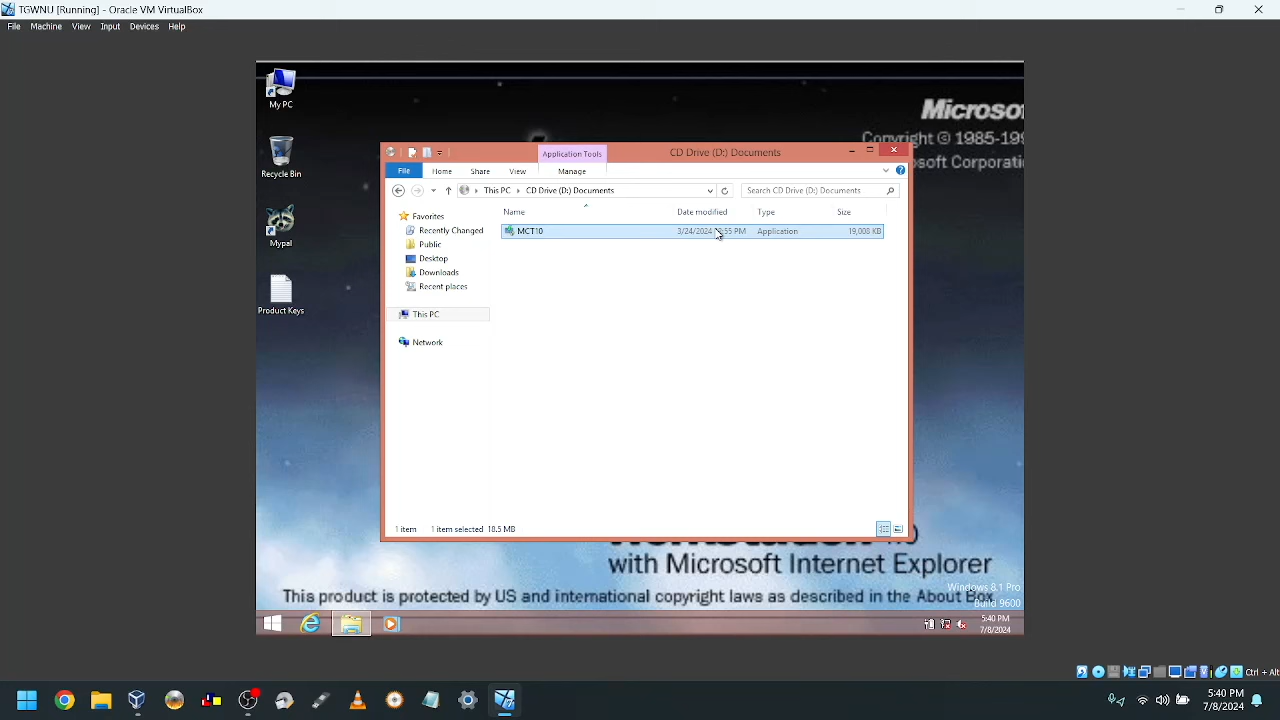 TGWNU [Running] - Oracle VM VirtualBox
File Machine View Input Devices Help
My PC
Recycle Bin
Mypal
Product Keys
Microso
Copyright © 1985-199
soft Corporati
Application Tools
CD Drive (D:) Documents
File Home Share View Manage
This PC CD Drive (D:) Documents
Search CD Drive (D:) Documents
Name Date modified Type Size
MCT10 3/24/2024 :55 PM Application 19,008 KB
Favorites
Recently Changed
Public
Desktop
Downloads
Recent places
This PC
Network
1 item 1 item selected 18.5 MB
with Microsoft Internet Explorer
This product is protected by US and international copyright laws as described in the About Box.
Windows 8.1 Pro
Build 9600
5:40 PM
7/8/2024
Ctrl + Alt
5:40 PM
7/8/2024